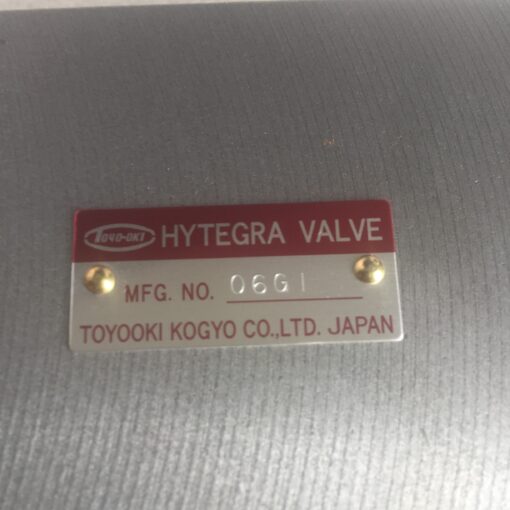 TOYO-OKI HYTEGRA VALVE
MFG. NO. 06G1
TOYOOKI KOGYO CO.,LTD. JAPAN